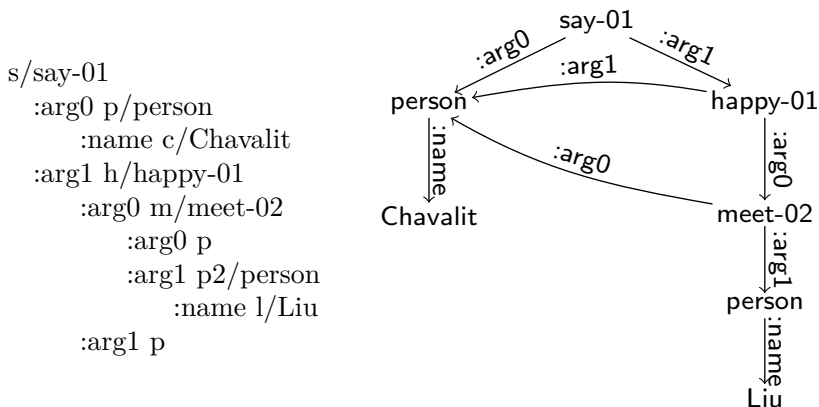 s/say-01
:arg0 p/person
:name c/Chavalit
:arg1 h/happy-01
:arg0 m/meet-02
:arg0 p
:arg1 p2/person
:name l/Liu
:arg1 p
say-01
:arg0
:arg1
:arg1
person
happy-01
:name
:arg0
:arg0
Chavalit
meet-02
:arg1
person
:name
Liu